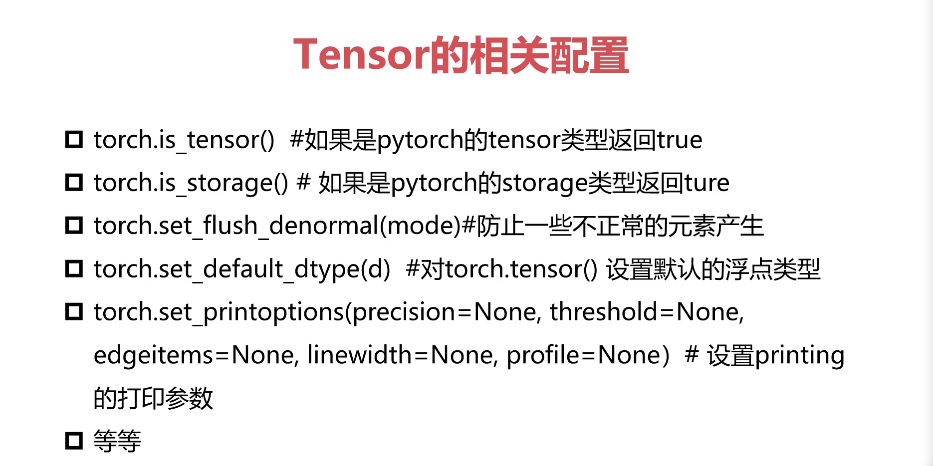 Tensor的相关配置
torch.is_tensor() #如果是pytorch的tensor类型返回true
torch.is_storage() # 如果是pytorch的storage类型返回ture
torch.set_flush_denormal(mode)#防止一些不正常的元素产生
torch.set_default_dtype(d) #对torch.tensor() 设置默认的浮点类型
torch.set_printoptions(precision=None, threshold=None,
edgeitems=None, linewidth=None, profile=None）# 设置printing
的打印参数
等等